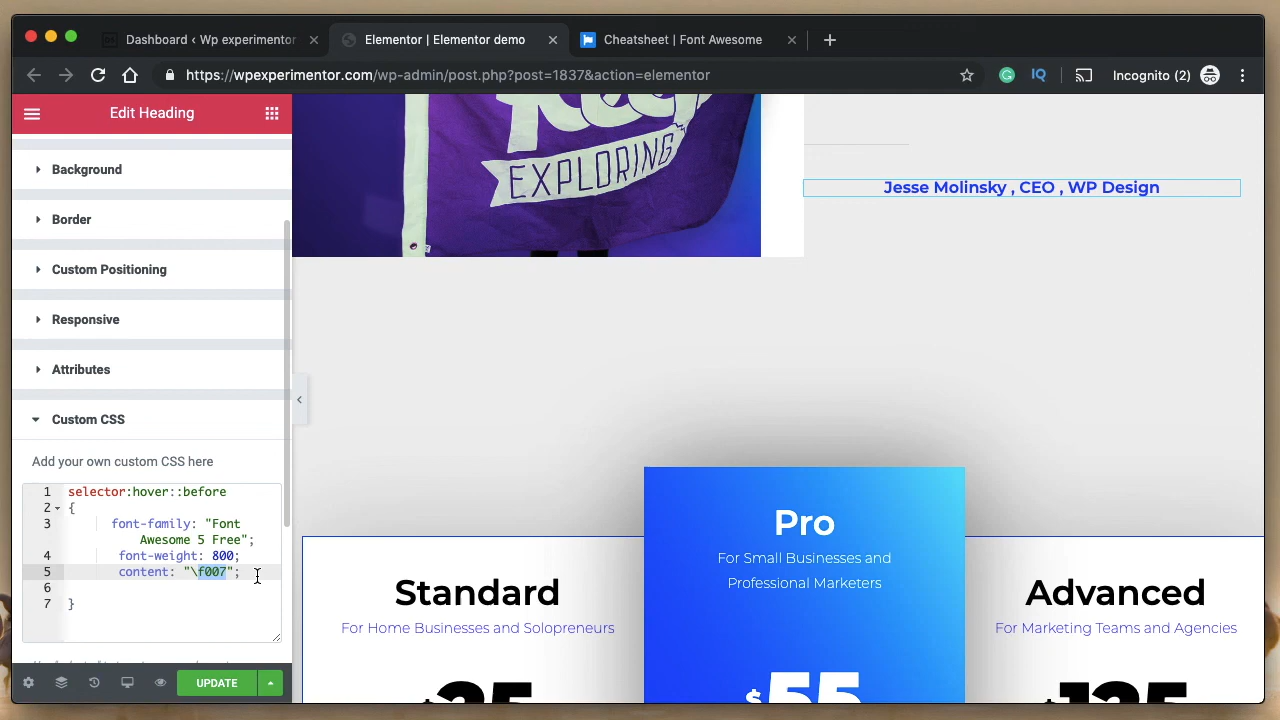 Dashboard ‹ Wp experimentor
Elementor | Elementor demo
Cheatsheet | Font Awesome
https://wpexperimentor.com/wp-admin/post.php?post=1837&action=elementor
IQ
Incognito (2)
Edit Heading
Background
Border
Custom Positioning
Responsive
Attributes
Custom CSS
Add your own custom CSS here
1 selector:hover::before
2 {
3 font-family: "Font
Awesome 5 Free";
4 font-weight: 800;
5 content: "\f007";
6
7 }
UPDATE
EXPLORING
Jesse Molinsky , CEO , WP Design
Pro
For Small Businesses and
Professional Marketers
$55
Standard
For Home Businesses and Solopreneurs
Advanced
For Marketing Teams and Agencies